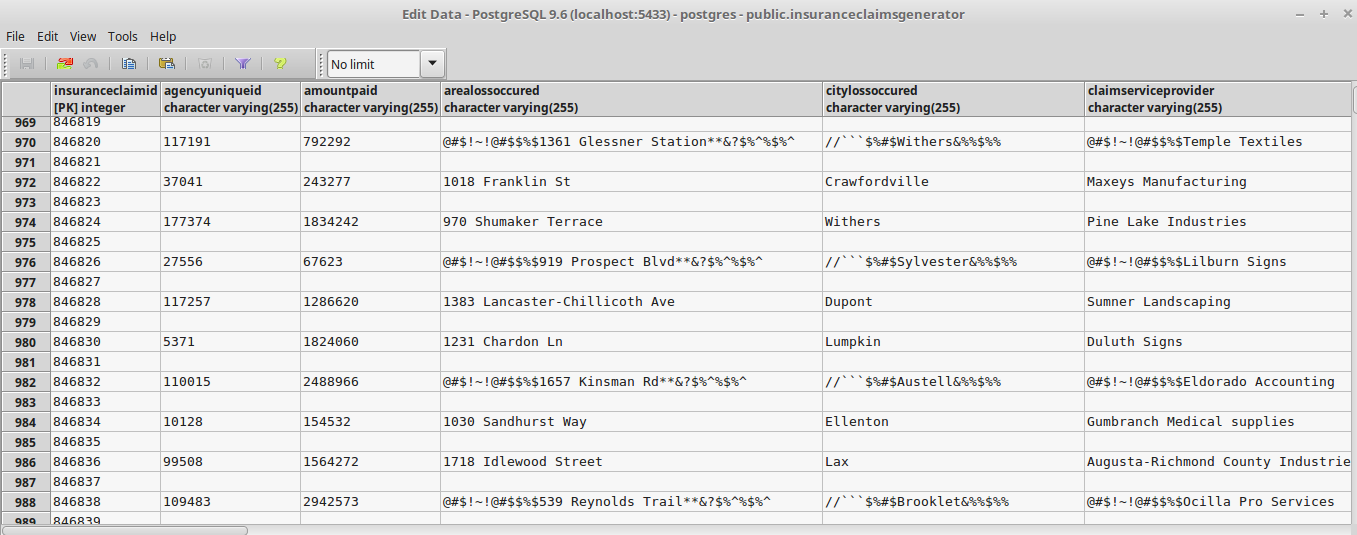 Edit Data - PostgreSQL 9.6 (localhost:5433) - postgres - public.insuranceclaimsgenerator
File Edit View Tools Help
No limit
insuranceclaimid agencyuniqueid amountpaid arealossoccured citylossoccured claimserviceprovider
[PK] integer character varying(255) character varying(255) character varying(255) character varying(255) character varying(255)
969 846819
970 846820 117191 792292 @#$!~!@#$$%$1361 Glessner Station**&?$%^%$%^ //```$%#$Withers&%%$%% @#$!~!@#$$%$Temple Textiles
971 846821
972 846822 37041 243277 1018 Franklin St Crawfordville Maxeys Manufacturing
973 846823
974 846824 177374 1834242 970 Shumaker Terrace Withers Pine Lake Industries
975 846825
976 846826 27556 67623 @#$!~!@#$$%$919 Prospect Blvd**&?$%^%$%^ //```$%#$Sylvester&%%$%% @#$!~!@#$$%$Lilburn Signs
977 846827
978 846828 117257 1286620 1383 Lancaster-Chillicoth Ave Dupont Sumner Landscaping
979 846829
980 846830 5371 1824060 1231 Chardon Ln Lumpkin Duluth Signs
981 846831
982 846832 110015 2488966 @#$!~!@#$$%$1657 Kinsman Rd**&?$%^%$%^ //```$%#$Austell&%%$%% @#$!~!@#$$%$Eldorado Accounting
983 846833
984 846834 10128 154532 1030 Sandhurst Way Ellenton Gumbranch Medical supplies
985 846835
986 846836 99508 1564272 1718 Idlewood Street Lax Augusta-Richmond County Industrie
987 846837
988 846838 109483 2942573 @#$!~!@#$$%$539 Reynolds Trail**&?$%^%$%^ //```$%#$Brooklet&%%$%% @#$!~!@#$$%$Ocilla Pro Services
989 846839